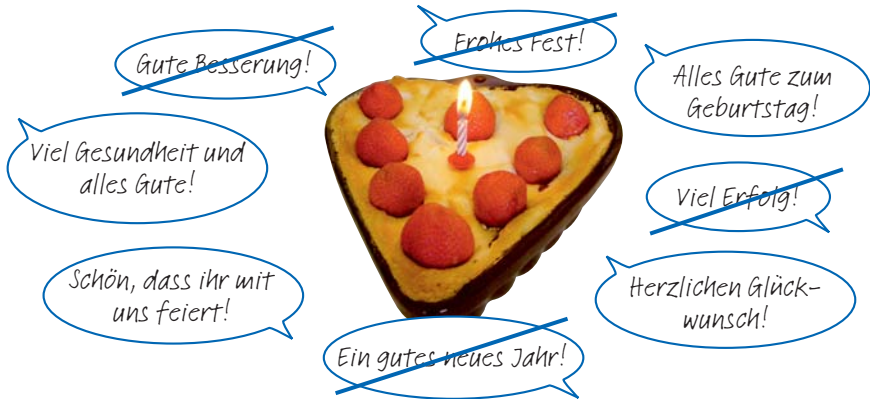 Gute Besserung!
Frohes Fest!
Alles Gute zum
Geburtstag!
Viel Gesundheit und
alles Gute!
Viel Erfolg!
Schön, dass ihr mit
uns feiert!
Herzlichen Glück-
wunsch!
Ein gutes neues Jahr!